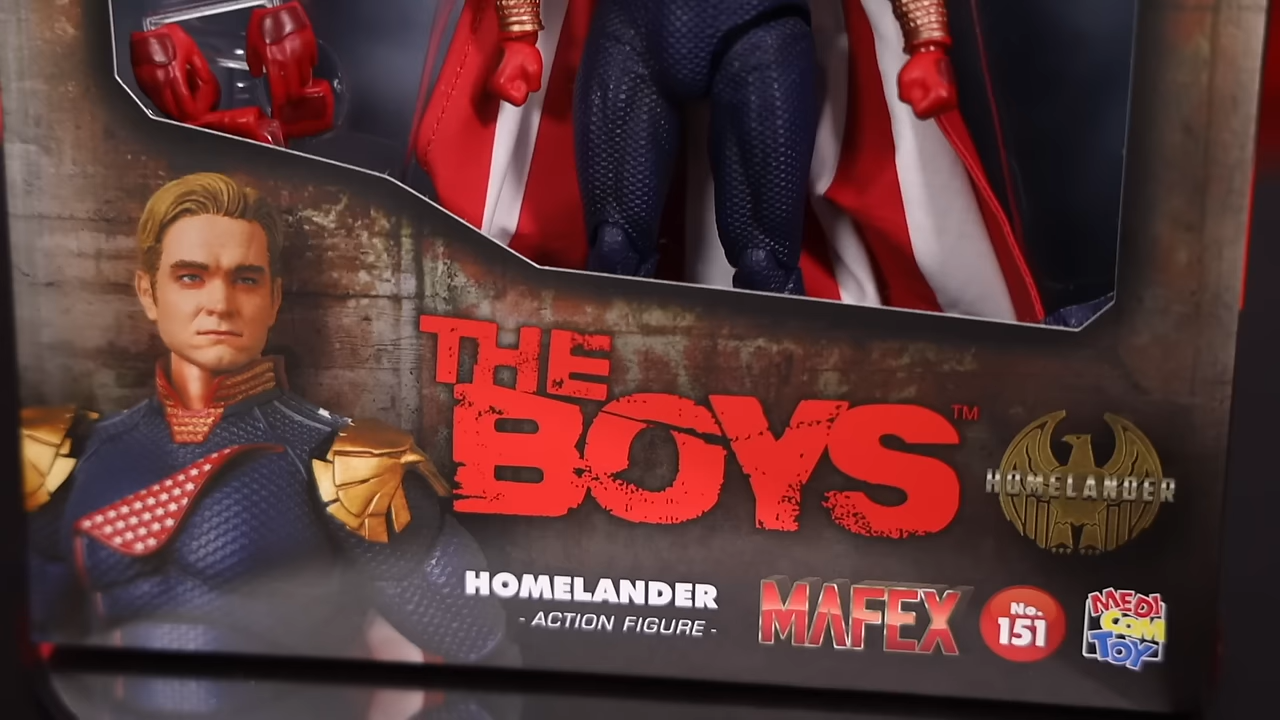 THE
BOYS™
HOMELANDER
HOMELANDER
- ACTION FIGURE -
MAFEX
No.
151
MEDI
COM
TOY